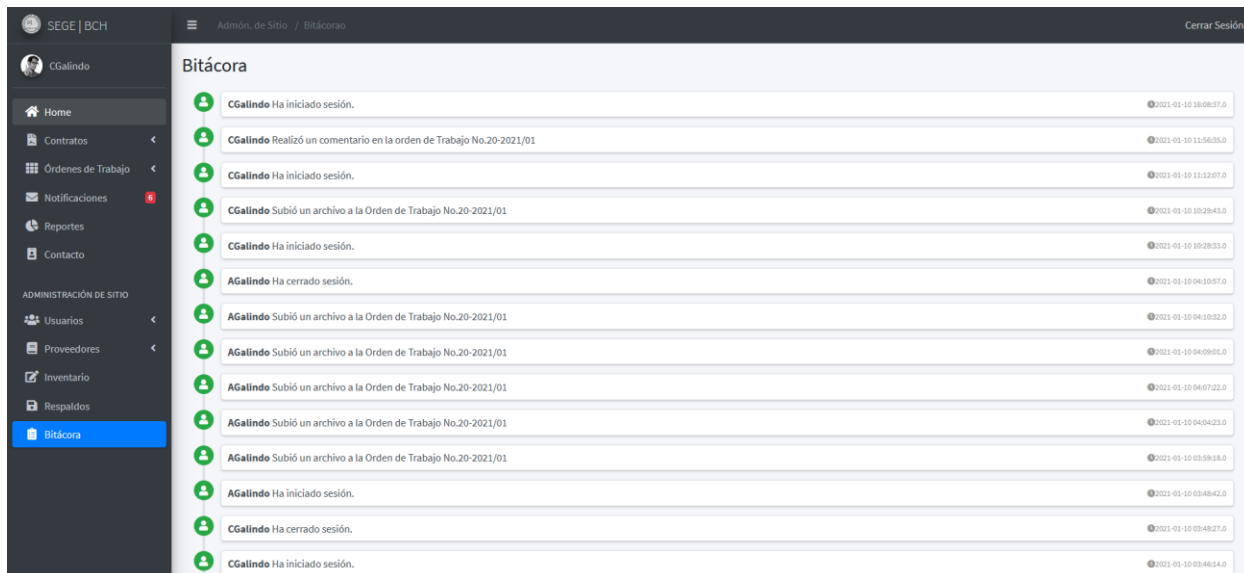 SEGE | BCH
Admón. de Sitio / Bitácorao
Cerrar Sesión
CGalindo
Home
Contratos
Órdenes de Trabajo
Notificaciones 6
Reportes
Contacto
ADMINISTRACIÓN DE SITIO
Usuarios
Proveedores
Inventario
Respaldos
Bitácora
Bitácora
CGalindo Ha iniciado sesión. 2021-01-10 16:08:37.0
CGalindo Realizó un comentario en la orden de Trabajo No.20-2021/01 2021-01-10 11:56:35.0
CGalindo Ha iniciado sesión. 2021-01-10 11:12:07.0
CGalindo Subió un archivo a la Orden de Trabajo No.20-2021/01 2021-01-10 10:29:43.0
CGalindo Ha iniciado sesión. 2021-01-10 10:28:33.0
AGalindo Ha cerrado sesión. 2021-01-10 04:10:57.0
AGalindo Subió un archivo a la Orden de Trabajo No.20-2021/01 2021-01-10 04:10:32.0
AGalindo Subió un archivo a la Orden de Trabajo No.20-2021/01 2021-01-10 04:09:01.0
AGalindo Subió un archivo a la Orden de Trabajo No.20-2021/01 2021-01-10 04:07:22.0
AGalindo Subió un archivo a la Orden de Trabajo No.20-2021/01 2021-01-10 04:04:23.0
AGalindo Subió un archivo a la Orden de Trabajo No.20-2021/01 2021-01-10 03:59:18.0
AGalindo Ha iniciado sesión. 2021-01-10 03:48:42.0
CGalindo Ha cerrado sesión. 2021-01-10 03:48:27.0
CGalindo Ha iniciado sesión. 2021-01-10 03:46:14.0